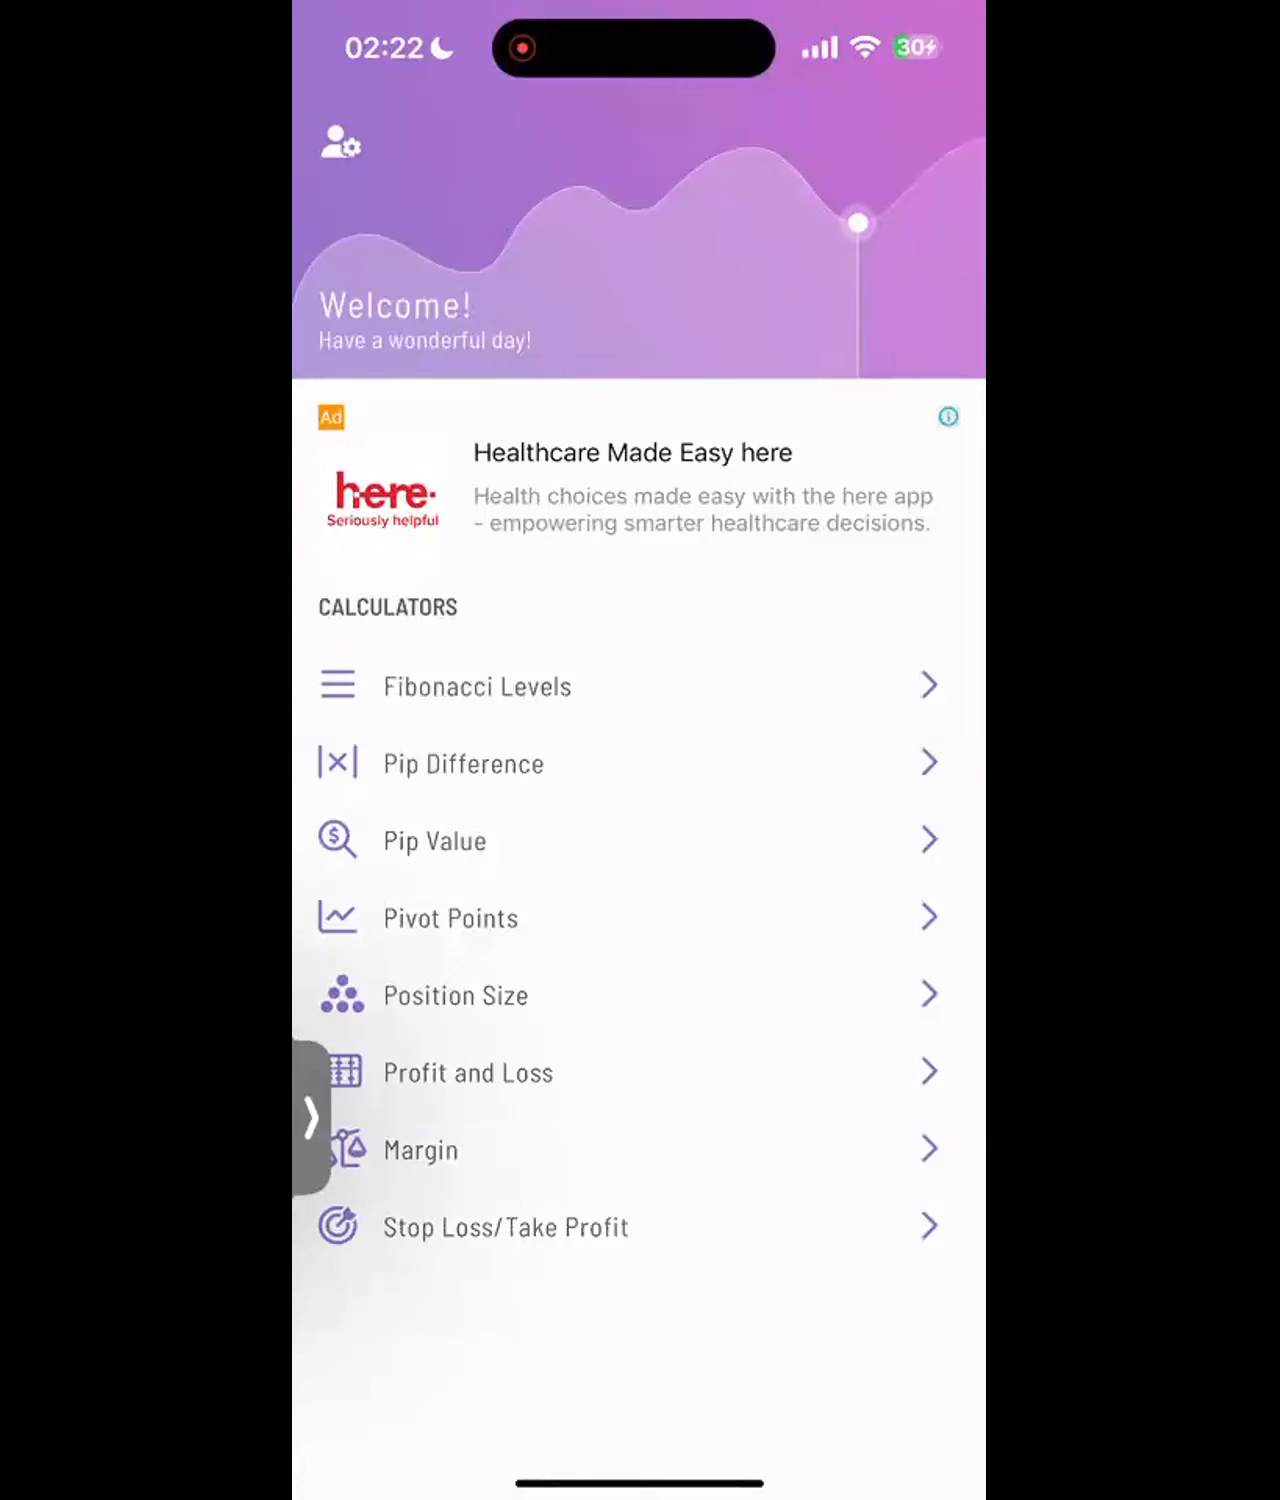 02:22
30
Welcome!
Have a wonderful day!
Ad
Healthcare Made Easy here
here.
Seriously helpful
Health choices made easy with the here app
- empowering smarter healthcare decisions.
CALCULATORS
Fibonacci Levels
Pip Difference
Pip Value
Pivot Points
Position Size
Profit and Loss
Margin
Stop Loss/Take Profit